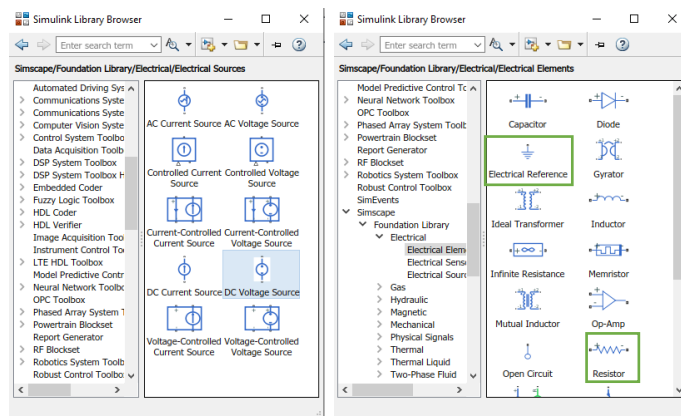 Simulink Library Browser
Enter search term
Simscape/Foundation Library/Electrical/Electrical Sources
Automated Driving Sys
Communications Syste
Communications Syste
Computer Vision Syste
Control System Toolbo
Data Acquisition Toolb
DSP System Toolbox
DSP System Toolbox H
Embedded Coder
Fuzzy Logic Toolbox
HDL Coder
HDL Verifier
Image Acquisition Tool
Instrument Control Too
LTE HDL Toolbox
Model Predictive Contr
Neural Network Toolbo
OPC Toolbox
Phased Array System T
Powertrain Blockset
Report Generator
RF Blockset
Robotics System Toolb
Robust Control Toolbo
AC Current Source AC Voltage Source
Controlled Current Controlled Voltage
Source Source
Current-Controlled Current-Controlled
Current Source Voltage Source
DC Current Source DC Voltage Source
Voltage-Controlled Voltage-Controlled
Current Source Voltage Source
Simulink Library Browser
Enter search term
Simscape/Foundation Library/Electrical/Electrical Elements
Model Predictive Control Tc
Neural Network Toolbox
OPC Toolbox
Phased Array System Toolb
Powertrain Blockset
Report Generator
RF Blockset
Robotics System Toolbox
Robust Control Toolbox
SimEvents
Simscape
Foundation Library
Electrical
Electrical Elem
Electrical Sens
Electrical Sour
Gas
Hydraulic
Magnetic
Mechanical
Physical Signals
Thermal
Thermal Liquid
Two-Phase Fluid
Capacitor Diode
Electrical Reference Gyrator
Ideal Transformer Inductor
Infinite Resistance Memristor
Mutual Inductor Op-Amp
Open Circuit Resistor